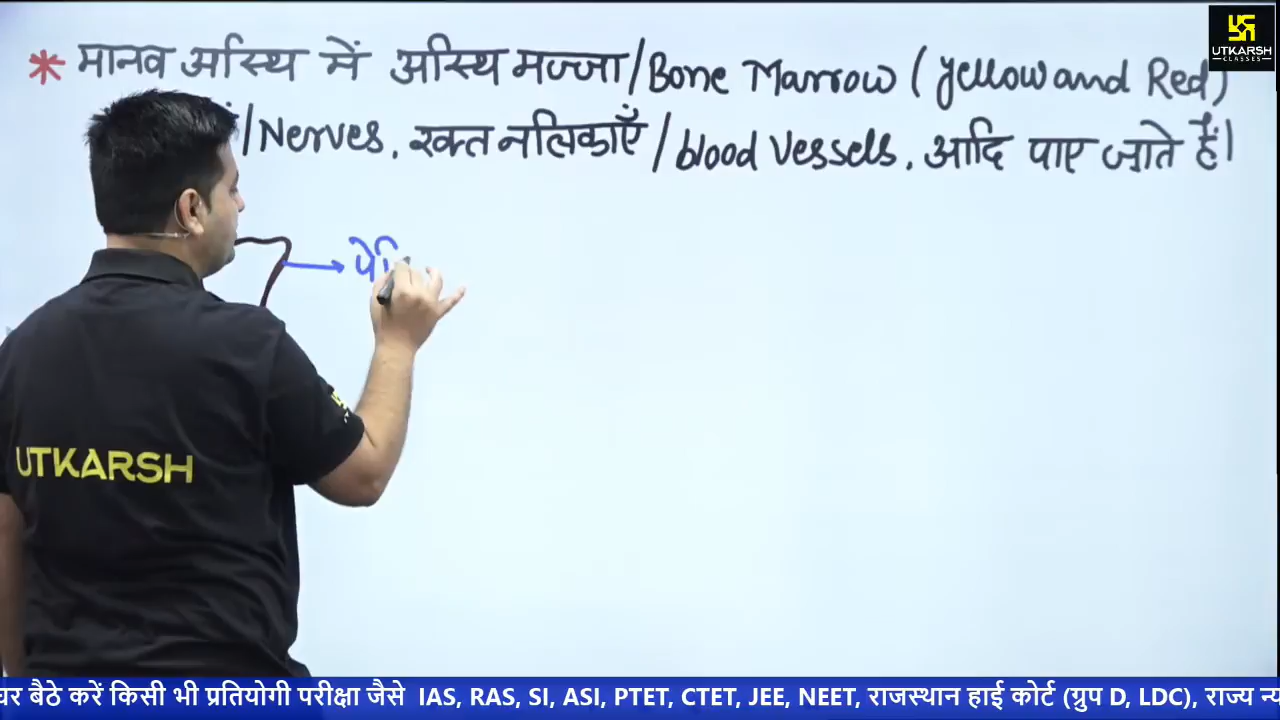 * मानव अस्थि में अस्थि मज्जा/Bone Marrow (Yellow and Red)
/Nerves, रक्त नलिकाएँ/blood Vessels, आदि पाए जाते हैं।
UTKARSH
CLASSES
UTKARSH
घर बैठे करें किसी भी प्रतियोगी परीक्षा जैसे IAS, RAS, SI, ASI, PTET, CTET, JEE, NEET, राजस्थान हाई कोर्ट (ग्रुप D, LDC), राज्य